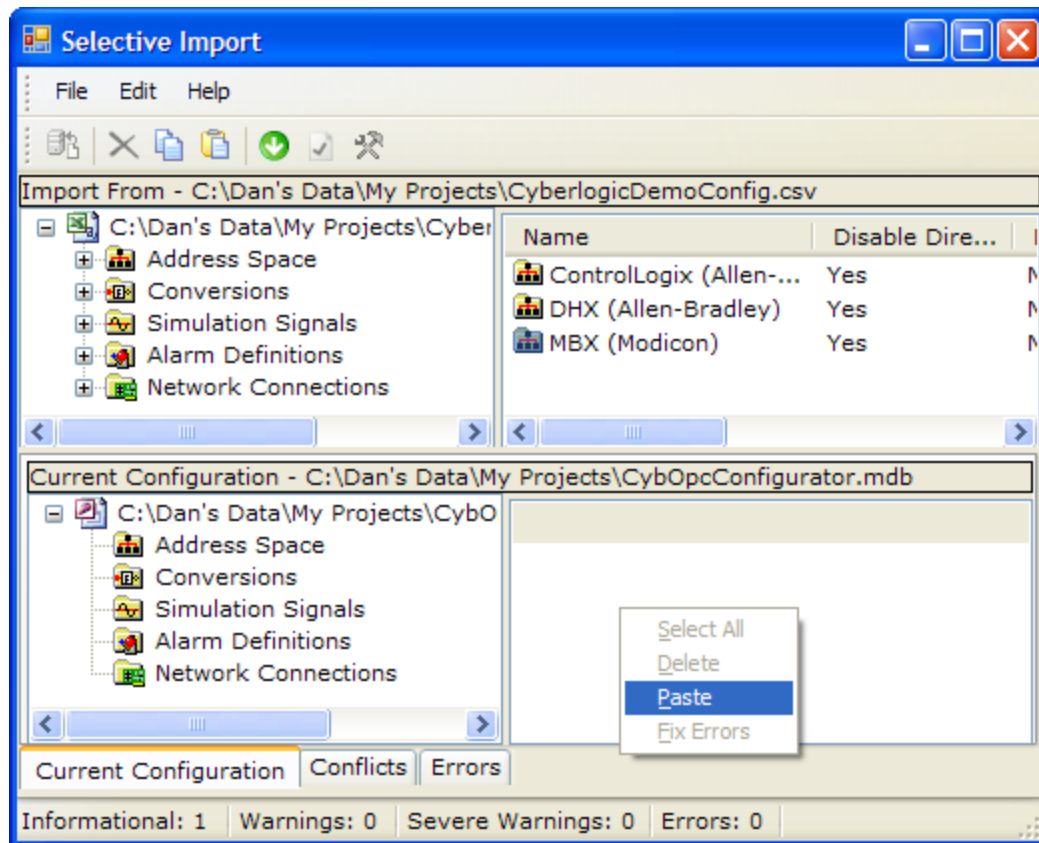 Selective Import
File Edit Help
Import From - C:\Dan's Data\My Projects\CyberlogicDemoConfig.csv
C:\Dan's Data\My Projects\Cyber
Address Space
Conversions
Simulation Signals
Alarm Definitions
Network Connections
Name Disable Dire...
ControlLogix (Allen-... Yes
DHX (Allen-Bradley) Yes
MBX (Modicon) Yes
Current Configuration - C:\Dan's Data\My Projects\CybOpcConfigurator.mdb
C:\Dan's Data\My Projects\CybO
Address Space
Conversions
Simulation Signals
Alarm Definitions
Network Connections
Select All
Delete
Paste
Fix Errors
Current Configuration Conflicts Errors
Informational: 1 Warnings: 0 Severe Warnings: 0 Errors: 0